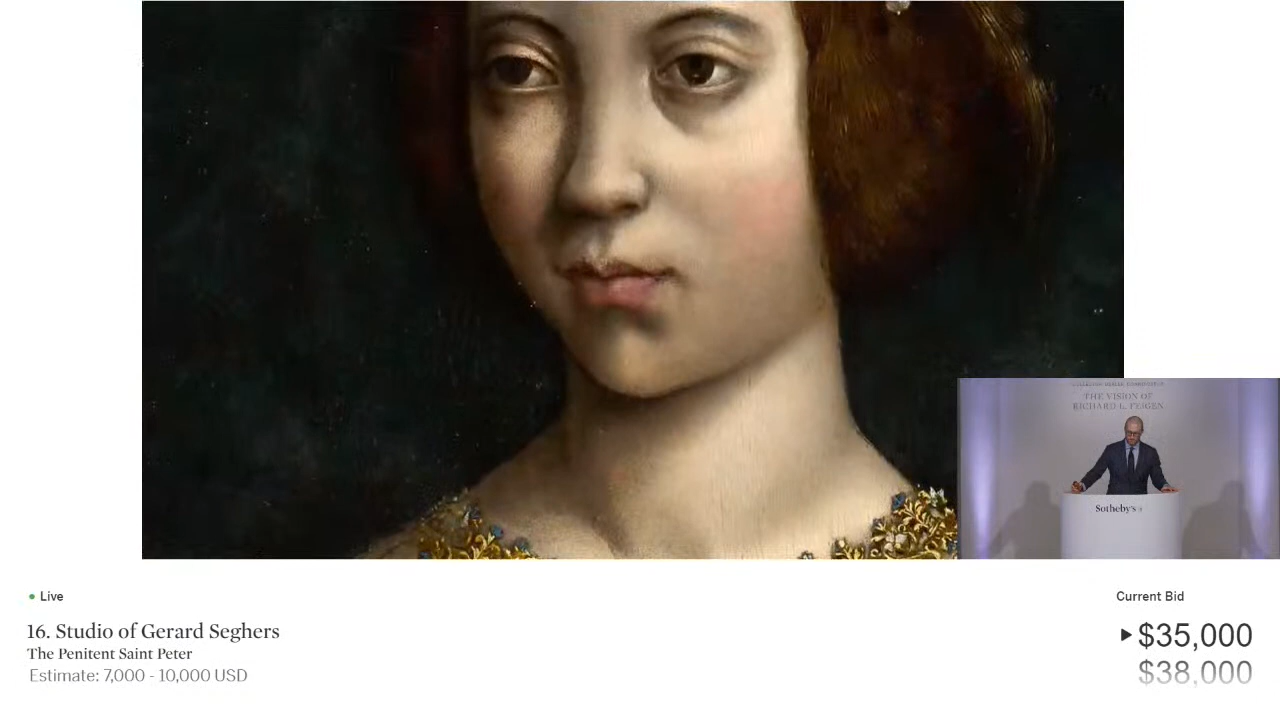 THE VISION OF
RICHARD L. FEIGEN
Sotheby's
Live
16. Studio of Gerard Seghers
The Penitent Saint Peter
Estimate: 7,000 - 10,000 USD
Current Bid
$35,000
$38,000